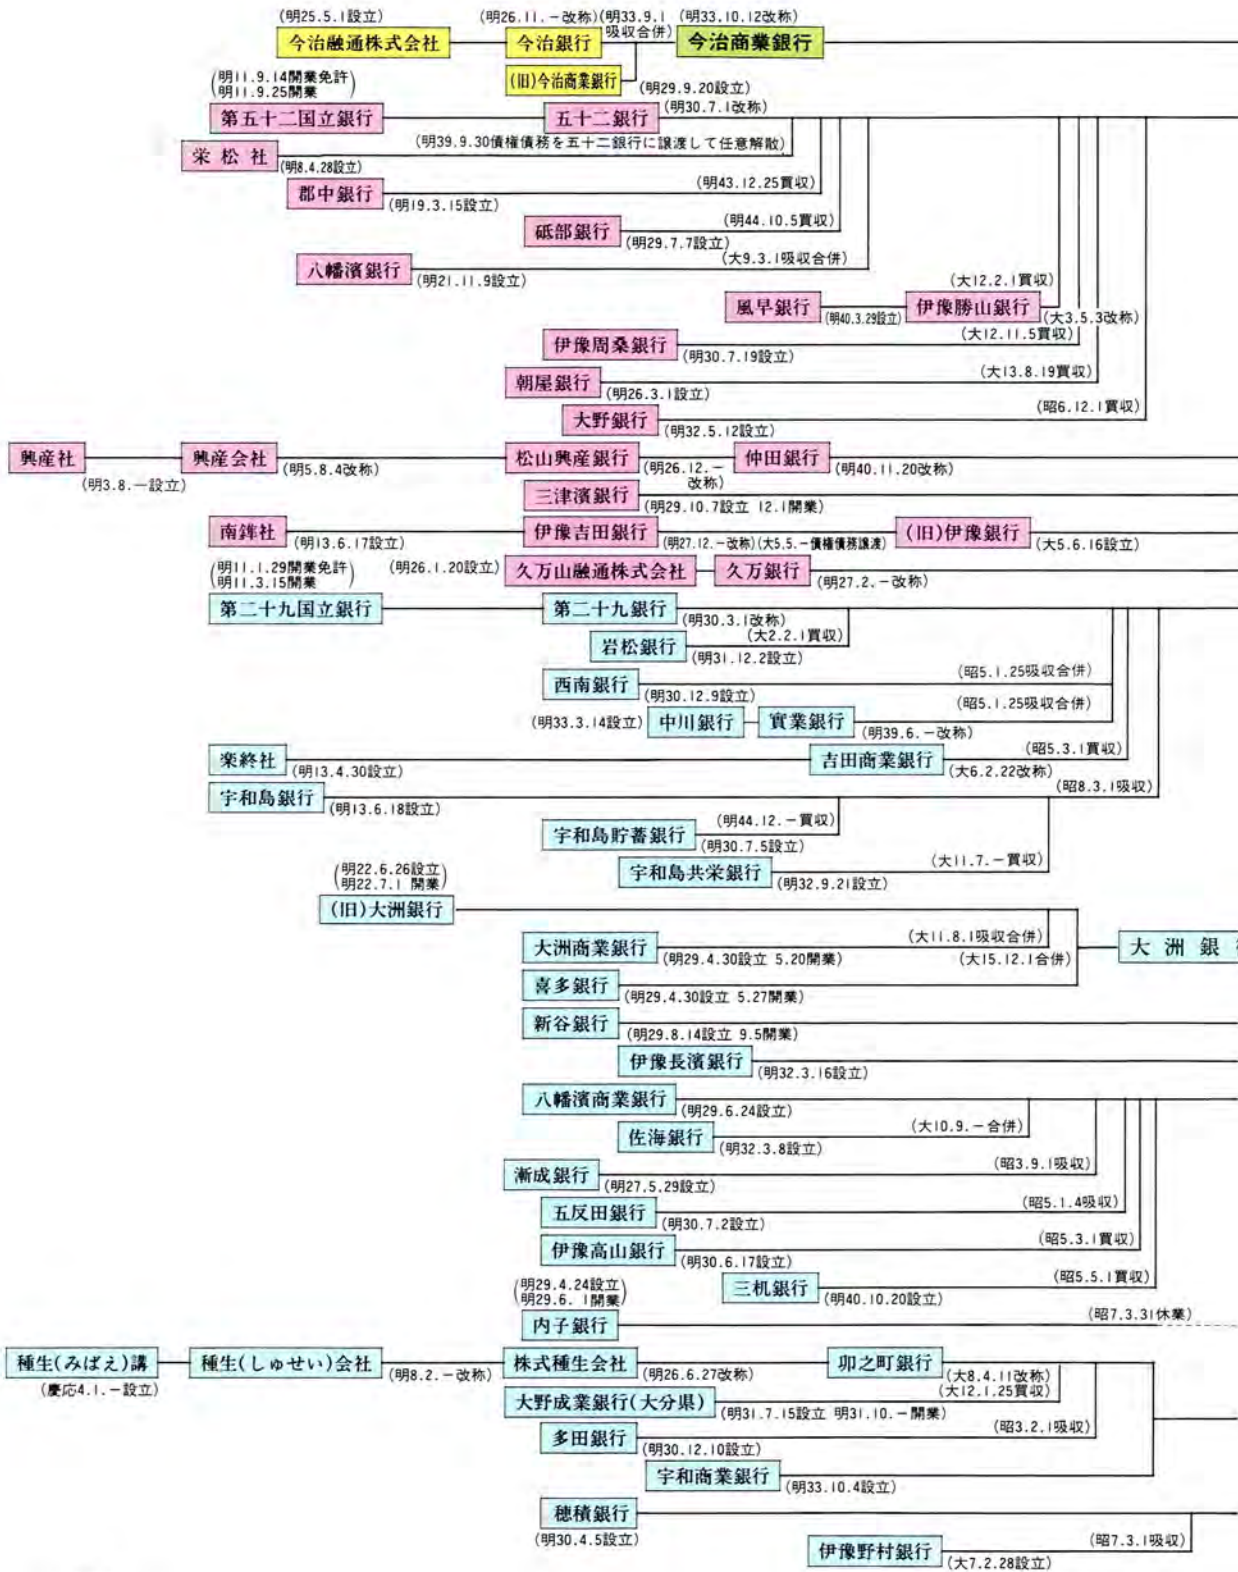 (明25.5.1設立) (明26.11.-改称) (明33.9.1吸収合併) (明33.10.12改称)
今治融通株式会社 今治銀行 今治商業銀行
(旧)今治商業銀行 (明29.9.20設立)
(明11.9.14開業免許
明11.9.25開業)
第五十二国立銀行 五十二銀行 (明30.7.1改称)
(明39.9.30債権債務を五十二銀行に譲渡して任意解散)
栄松社 (明8.4.28設立)
郡中銀行 (明19.3.15設立) (明43.12.25買収)
砥部銀行 (明29.7.7設立) (明44.10.5買収)
八幡濱銀行 (明21.11.9設立) (大9.3.1吸収合併)
(大12.2.1買収)
風早銀行 (明40.3.29設立) 伊豫勝山銀行 (大3.5.3改称)
伊豫周桑銀行 (明30.7.19設立) (大12.11.5買収)
朝屋銀行 (明26.3.1設立) (大13.8.19買収)
大野銀行 (明32.5.12設立) (昭6.12.1買収)
興産社 (明3.8.-設立) 興産会社 (明5.8.4改称) 松山興産銀行 (明26.12.-改称) 仲田銀行 (明40.11.20改称)
三津濱銀行 (明29.10.7設立 12.1開業)
南鉾社 (明13.6.17設立) 伊豫吉田銀行 (明27.12.-改称) (大5.5.-債権債務譲渡) (旧)伊豫銀行 (大5.6.16設立)
(明26.1.20設立) 久万山融通株式会社 久万銀行 (明27.2.-改称)
(明11.1.29開業免許
明11.3.15開業)
第二十九国立銀行 第二十九銀行 (明30.3.1改称)
岩松銀行 (明31.12.2設立) (大2.2.1買収)
西南銀行 (明30.12.9設立) (昭5.1.25吸収合併)
(明33.3.14設立) 中川銀行 實業銀行 (明39.6.-改称) (昭5.1.25吸収合併)
楽終社 (明13.4.30設立) 吉田商業銀行 (大6.2.22改称) (昭5.3.1買収)
宇和島銀行 (明13.6.18設立) (昭8.3.1吸収)
宇和島貯蓄銀行 (明30.7.5設立) (明44.12.-買収)
宇和島共栄銀行 (明32.9.21設立) (大11.7.-買収)
(明22.6.26設立
明22.7.1 開業)
(旧)大洲銀行
大洲商業銀行 (明29.4.30設立 5.20開業) (大11.8.1吸収合併) (大15.12.1合併) 大洲銀
喜多銀行 (明29.4.30設立 5.27開業)
新谷銀行 (明29.8.14設立 9.5開業)
伊豫長濱銀行 (明32.3.16設立)
八幡濱商業銀行 (明29.6.24設立)
佐海銀行 (明32.3.8設立) (大10.9.-合併)
漸成銀行 (明27.5.29設立) (昭3.9.1吸収)
五反田銀行 (明30.7.2設立) (昭5.1.4吸収)
伊豫高山銀行 (明30.6.17設立) (昭5.3.1買収)
三机銀行 (明40.10.20設立) (昭5.5.1買収)
(明29.4.24設立
明29.6.1開業)
内子銀行 (昭7.3.31休業)
種生(みばえ)講 (慶応4.1.-設立) 種生(しゅせい)会社 (明8.2.-改称) 株式種生会社 (明26.6.27改称) 卯之町銀行 (大8.4.11改称)
大野成業銀行(大分県) (明31.7.15設立 明31.10.-開業) (大12.1.25買収)
多田銀行 (明30.12.10設立) (昭3.2.1吸収)
宇和商業銀行 (明33.10.4設立)
穂積銀行 (明30.4.5設立)
伊豫野村銀行 (大7.2.28設立) (昭7.3.1吸収)